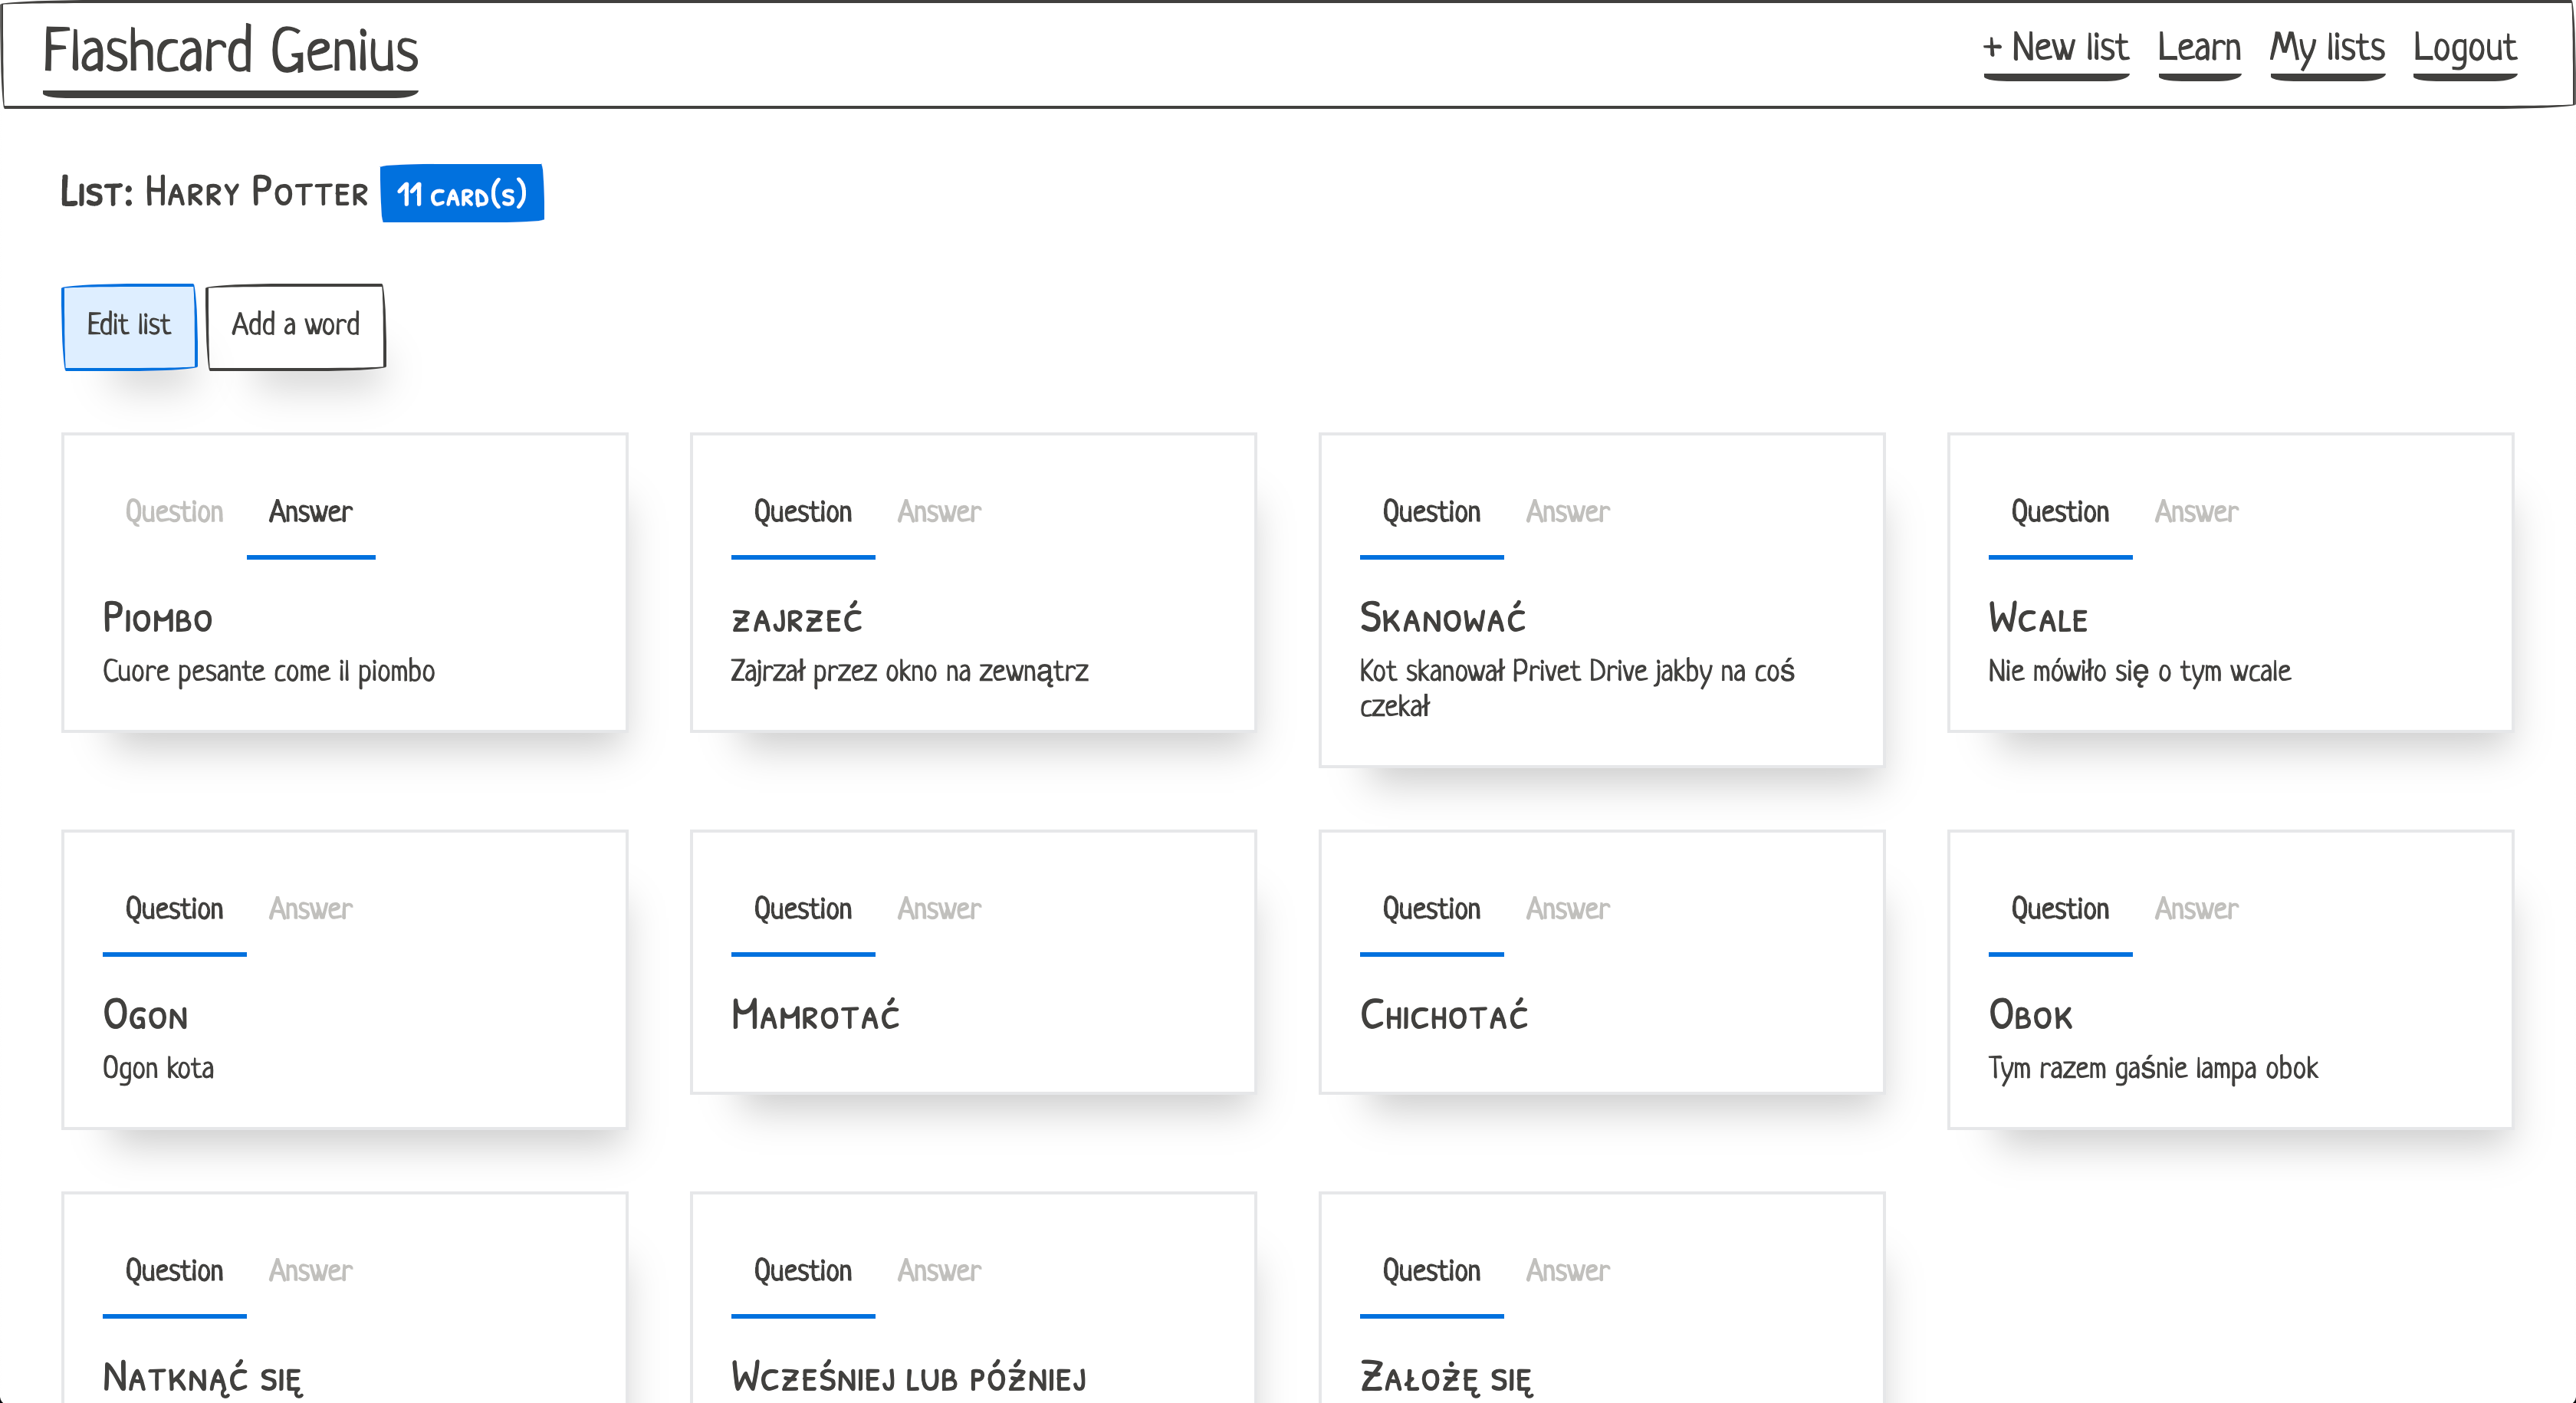 Flashcard Genius
+ New list Learn My lists Logout
List: Harry Potter 11 card(s)
Edit list Add a word
Question Answer
Piombo
Cuore pesante come il piombo
Question Answer
zajrzeć
Zajrzał przez okno na zewnątrz
Question Answer
Skanować
Kot skanował Privet Drive jakby na coś
czekał
Question Answer
Wcale
Nie mówiło się o tym wcale
Question Answer
Ogon
Ogon kota
Question Answer
Mamrotać
Question Answer
Chichotać
Question Answer
Obok
Tym razem gaśnie lampa obok
Question Answer
Natknąć się
Question Answer
Wcześniej lub później
Question Answer
Założę się